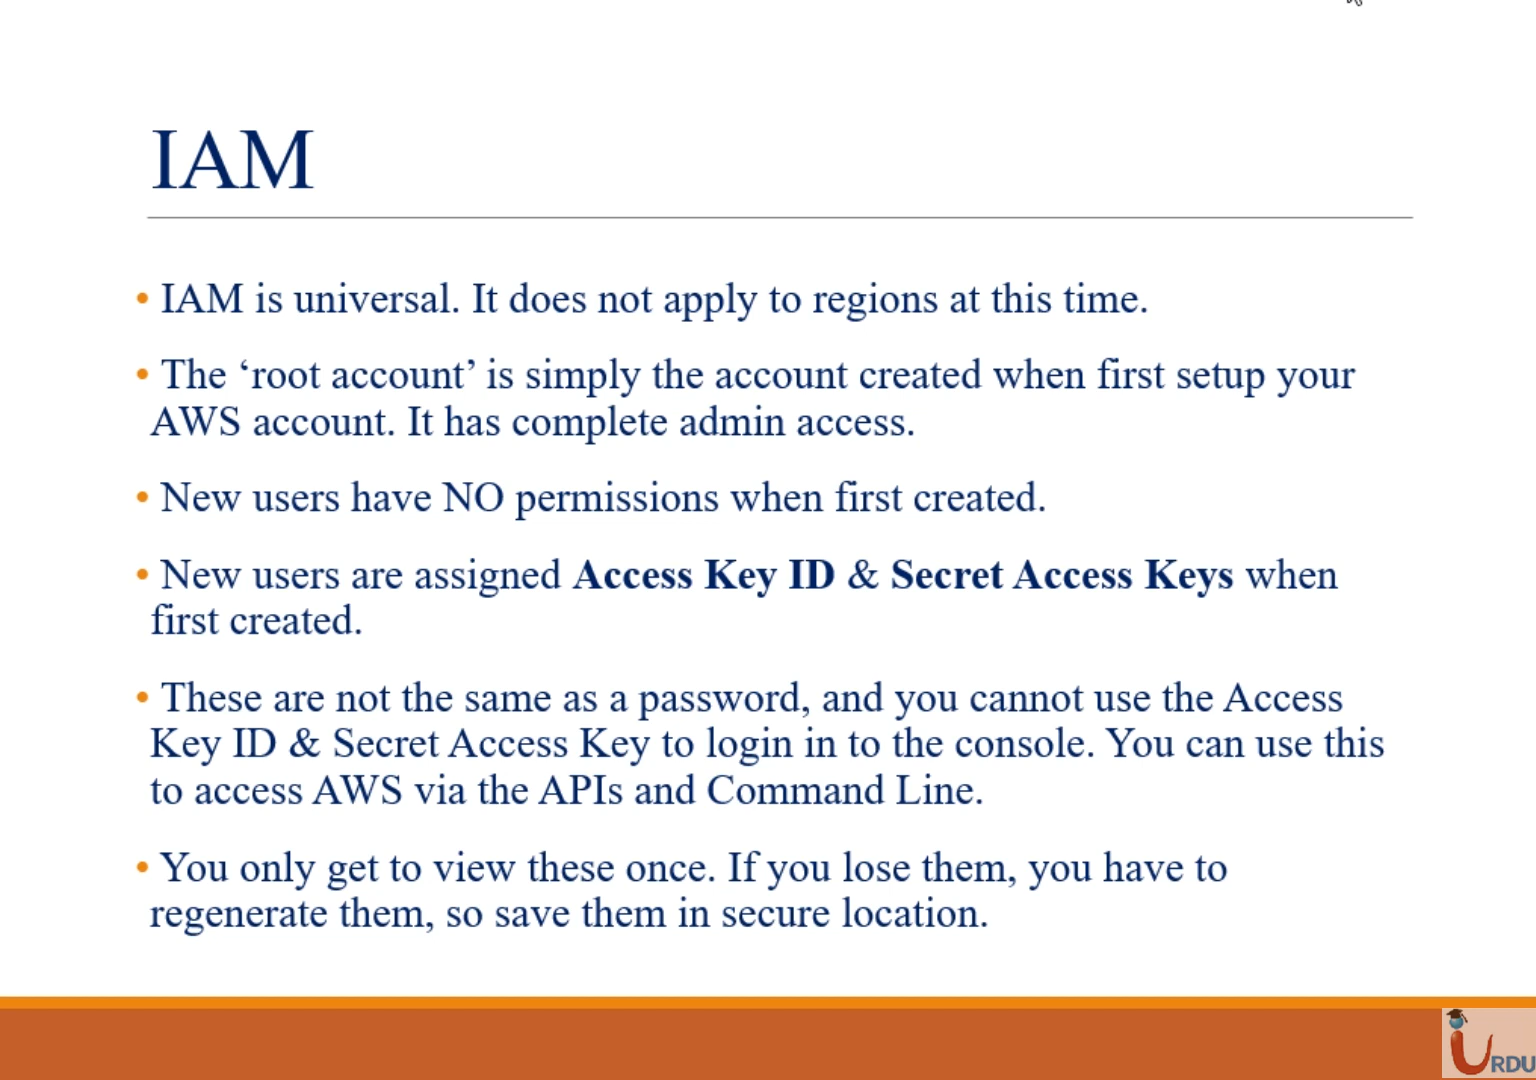 IAM
• IAM is universal. It does not apply to regions at this time.
• The ‘root account’ is simply the account created when first setup your
AWS account. It has complete admin access.
• New users have NO permissions when first created.
• New users are assigned Access Key ID & Secret Access Keys when
first created.
• These are not the same as a password, and you cannot use the Access
Key ID & Secret Access Key to login in to the console. You can use this
to access AWS via the APIs and Command Line.
• You only get to view these once. If you lose them, you have to
regenerate them, so save them in secure location.
iURDU